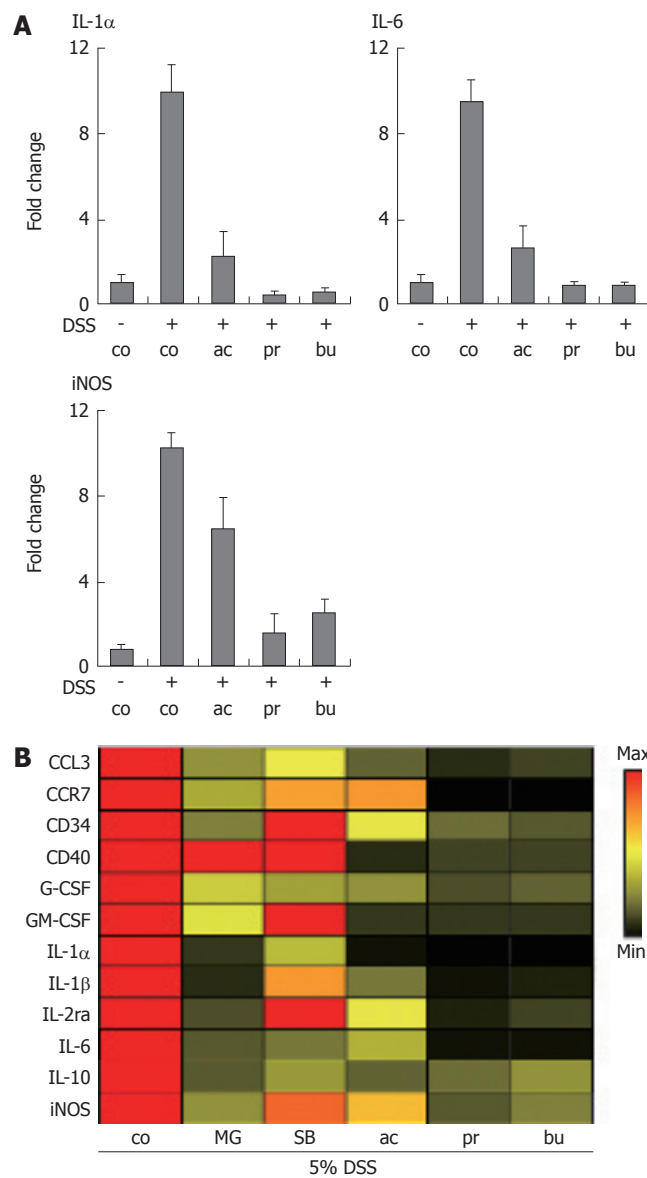 A
IL-1α
IL-6
12
8
4
0
Fold change
DSS - + + + +
co co ac pr bu
12
8
4
0
Fold change
DSS - + + + +
co co ac pr bu
iNOS
12
8
4
0
Fold change
DSS - + + + +
co co ac pr bu
B
CCL3
CCR7
CD34
CD40
G-CSF
GM-CSF
IL-1α
IL-1β
IL-2ra
IL-6
IL-10
iNOS
Max
Min
co MG SB ac pr bu
5% DSS